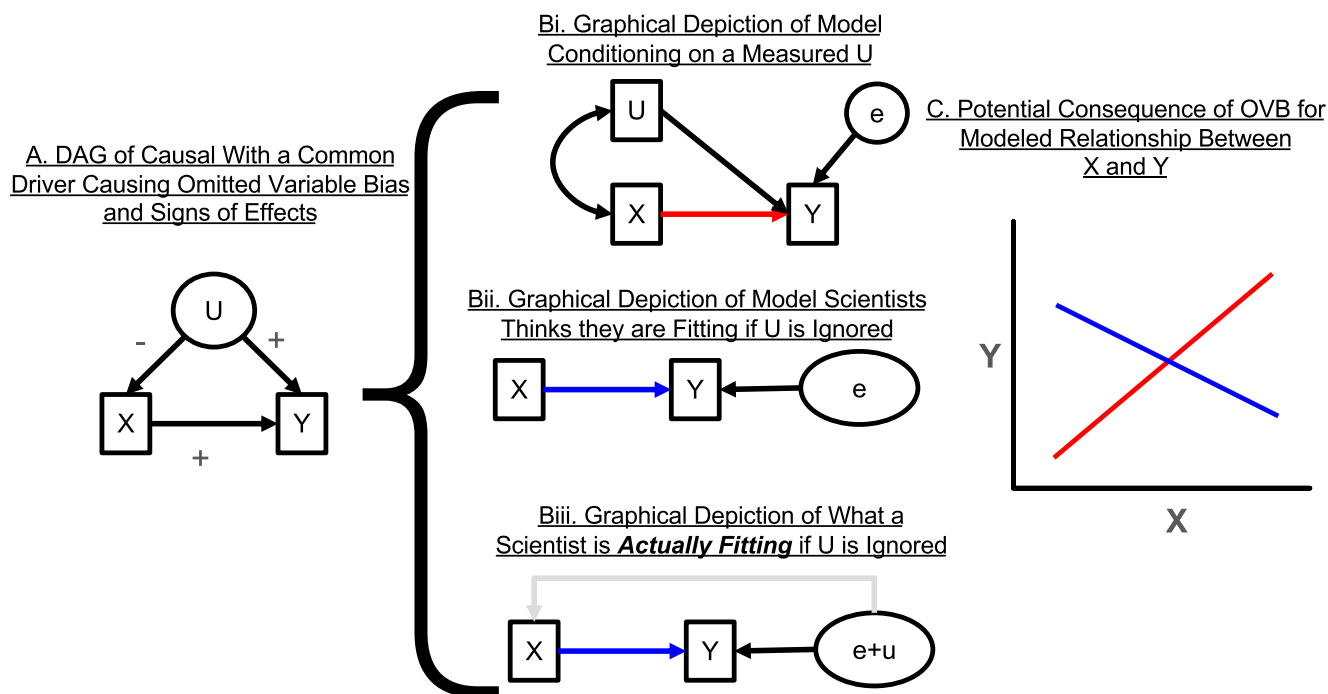 A. DAG of Causal With a Common
Driver Causing Omitted Variable Bias
and Signs of Effects
U
-
+
X
Y
+
Bi. Graphical Depiction of Model
Conditioning on a Measured U
U
e
X
Y
Bii. Graphical Depiction of Model Scientists
Thinks they are Fitting if U is Ignored
X
Y
e
Biii. Graphical Depiction of What a
Scientist is Actually Fitting if U is Ignored
X
Y
e+u
C. Potential Consequence of OVB for
Modeled Relationship Between
X and Y
Y
X